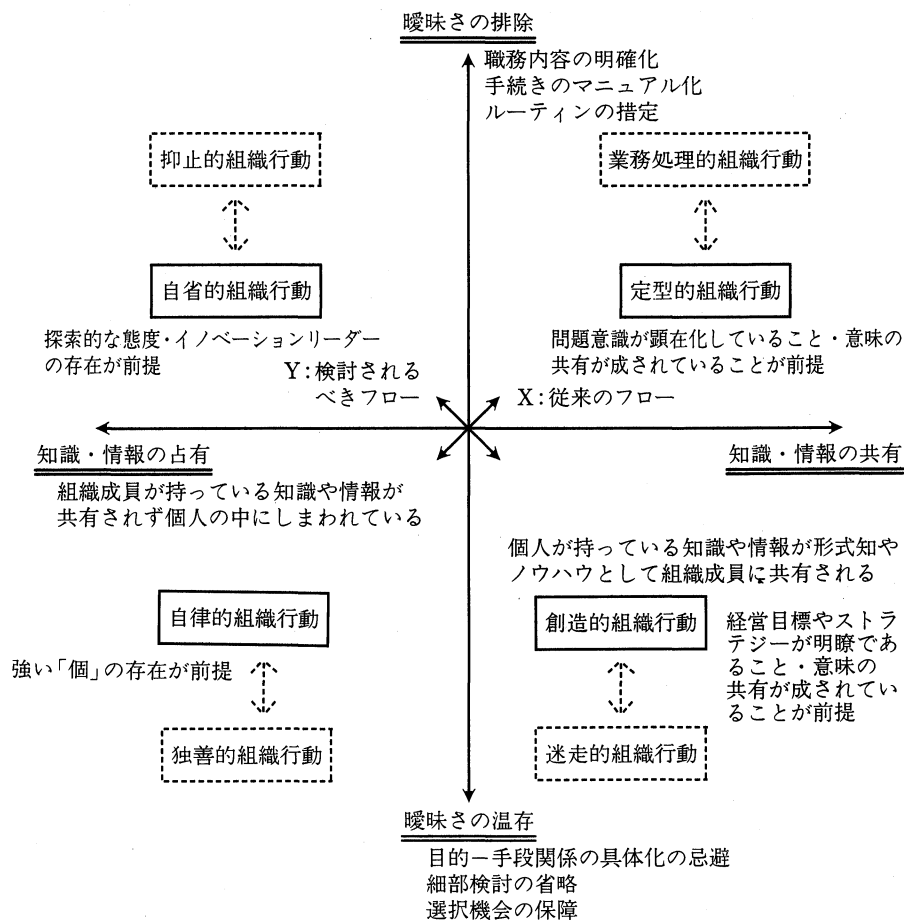 曖昧さの排除
職務内容の明確化
手続きのマニュアル化
ルーティンの措定
抑止的組織行動
業務処理的組織行動
自省的組織行動
定型的組織行動
探索的な態度・イノベーションリーダー
の存在が前提
問題意識が顕在化していること・意味の
共有が成されていることが前提
Y:検討される
べきフロー
X:従来のフロー
知識・情報の占有
知識・情報の共有
組織成員が持っている知識や情報が
共有されず個人の中にしまわれている
個人が持っている知識や情報が形式知や
ノウハウとして組織成員に共有される
自律的組織行動
創造的組織行動
強い「個」の存在が前提
経営目標やストラ
テジーが明瞭であ
ること・意味の
共有が成されてい
ることが前提
独善的組織行動
迷走的組織行動
曖昧さの温存
目的－手段関係の具体化の忌避
細部検討の省略
選択機会の保障